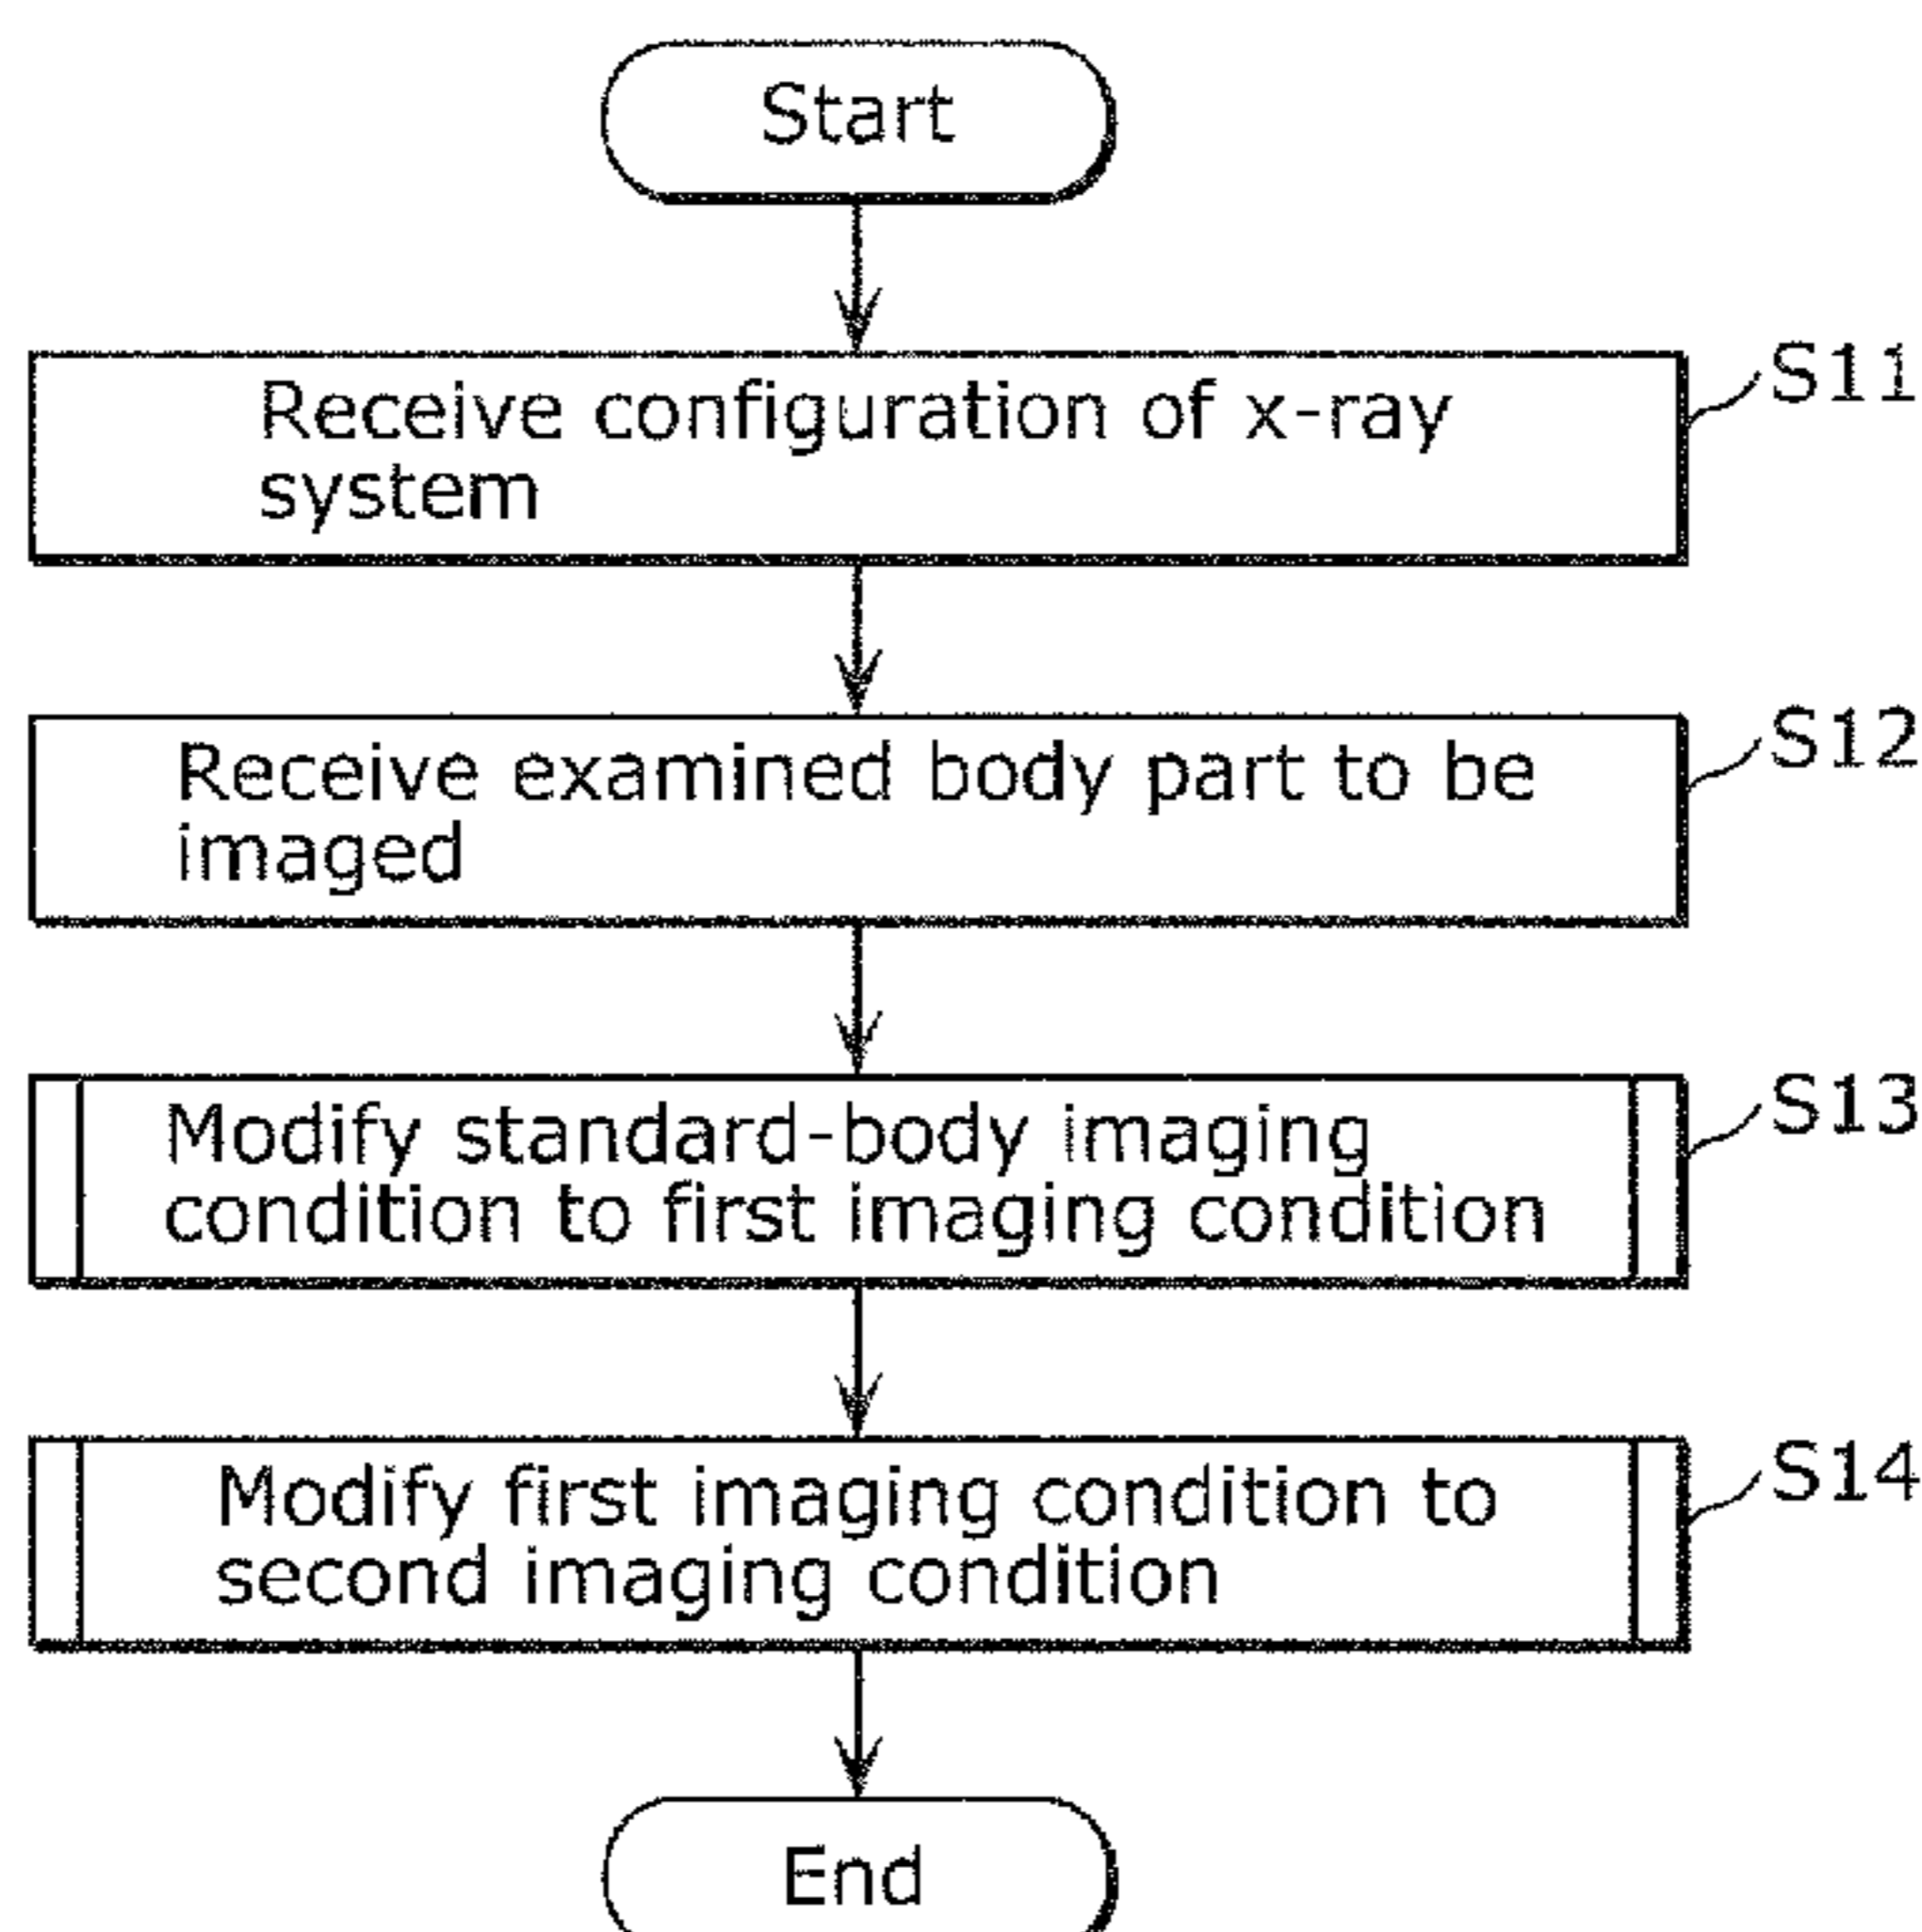 Start
Receive configuration of x-ray
system
S11
Receive examined body part to be
imaged
S12
Modify standard-body imaging
condition to first imaging condition
S13
Modify first imaging condition to
second imaging condition
S14
End